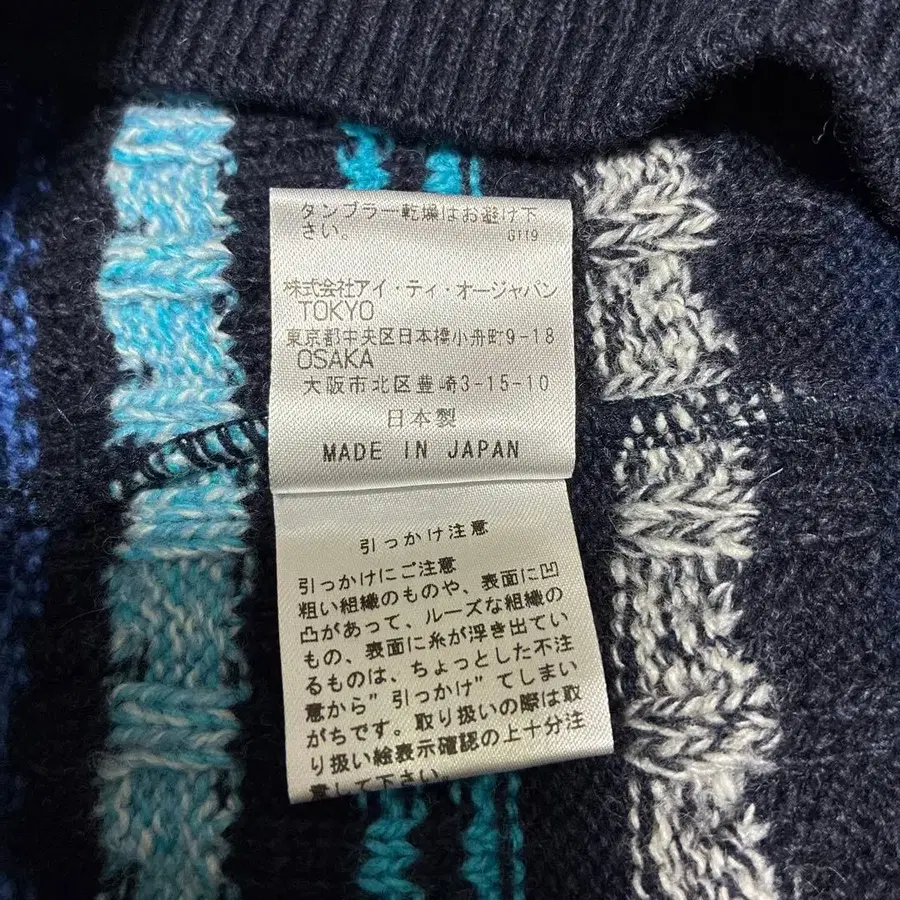 タンブラー乾燥はお避け下
さい。 G119
株式会社アイ・ティ・オージャパン
TOKYO
東京都中央区日本橋小舟町9-18
OSAKA
大阪市北区豊崎3-15-10
日本製
MADE IN JAPAN
引っかけ注意
引っかけにご注意
粗い組織のものや、表面に凹
凸があって、ルーズな組織の
もの、表面に糸が浮き出てい
るものは、ちょっとした不注
意から"引っかけ"てしまい
がちです。取り扱いの際は取
り扱い絵表示確認の上十分注
意して下さい。